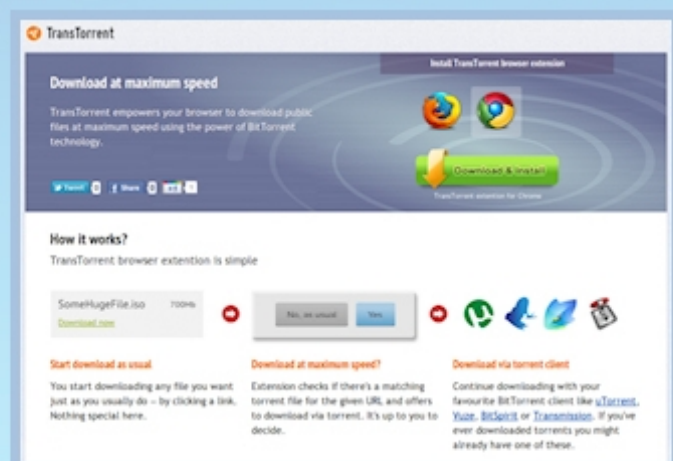 TransTorrent
Install TransTorrent browser extension
Download at maximum speed
TransTorrent empowers your browser to download public
files at maximum speed using the power of BitTorrent
technology.
Download & Install
TransTorrent extention for Chrome
Tweet 0 Share 0
How it works?
TransTorrent browser extention is simple
SomeHugeFile.iso 700Mb
Download now
No, as usual Yes
Start download as usual
You start downloading any file you want
just as you usually do – by clicking a link.
Nothing special here.
Download at maximum speed?
Extension checks if there's a matching
torrent file for the given URL and offers
to download via torrent. It's up to you to
decide.
Download via torrent client
Continue downloading with your
favourite BitTorrent client like uTorrent,
Vuze, BitSpirit or Transmission. If you've
ever downloaded torrents you might
already have one of these.